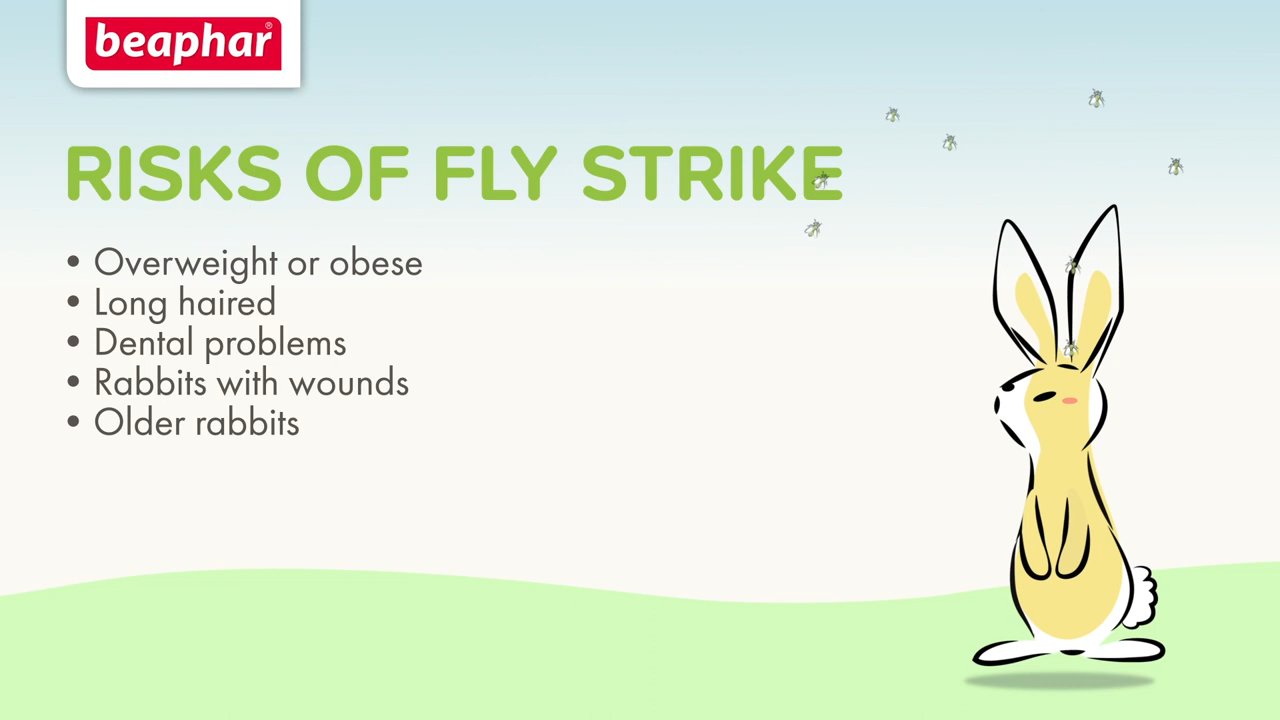 beaphar®
RISKS OF FLY STRIKE
• Overweight or obese
• Long haired
• Dental problems
• Rabbits with wounds
• Older rabbits